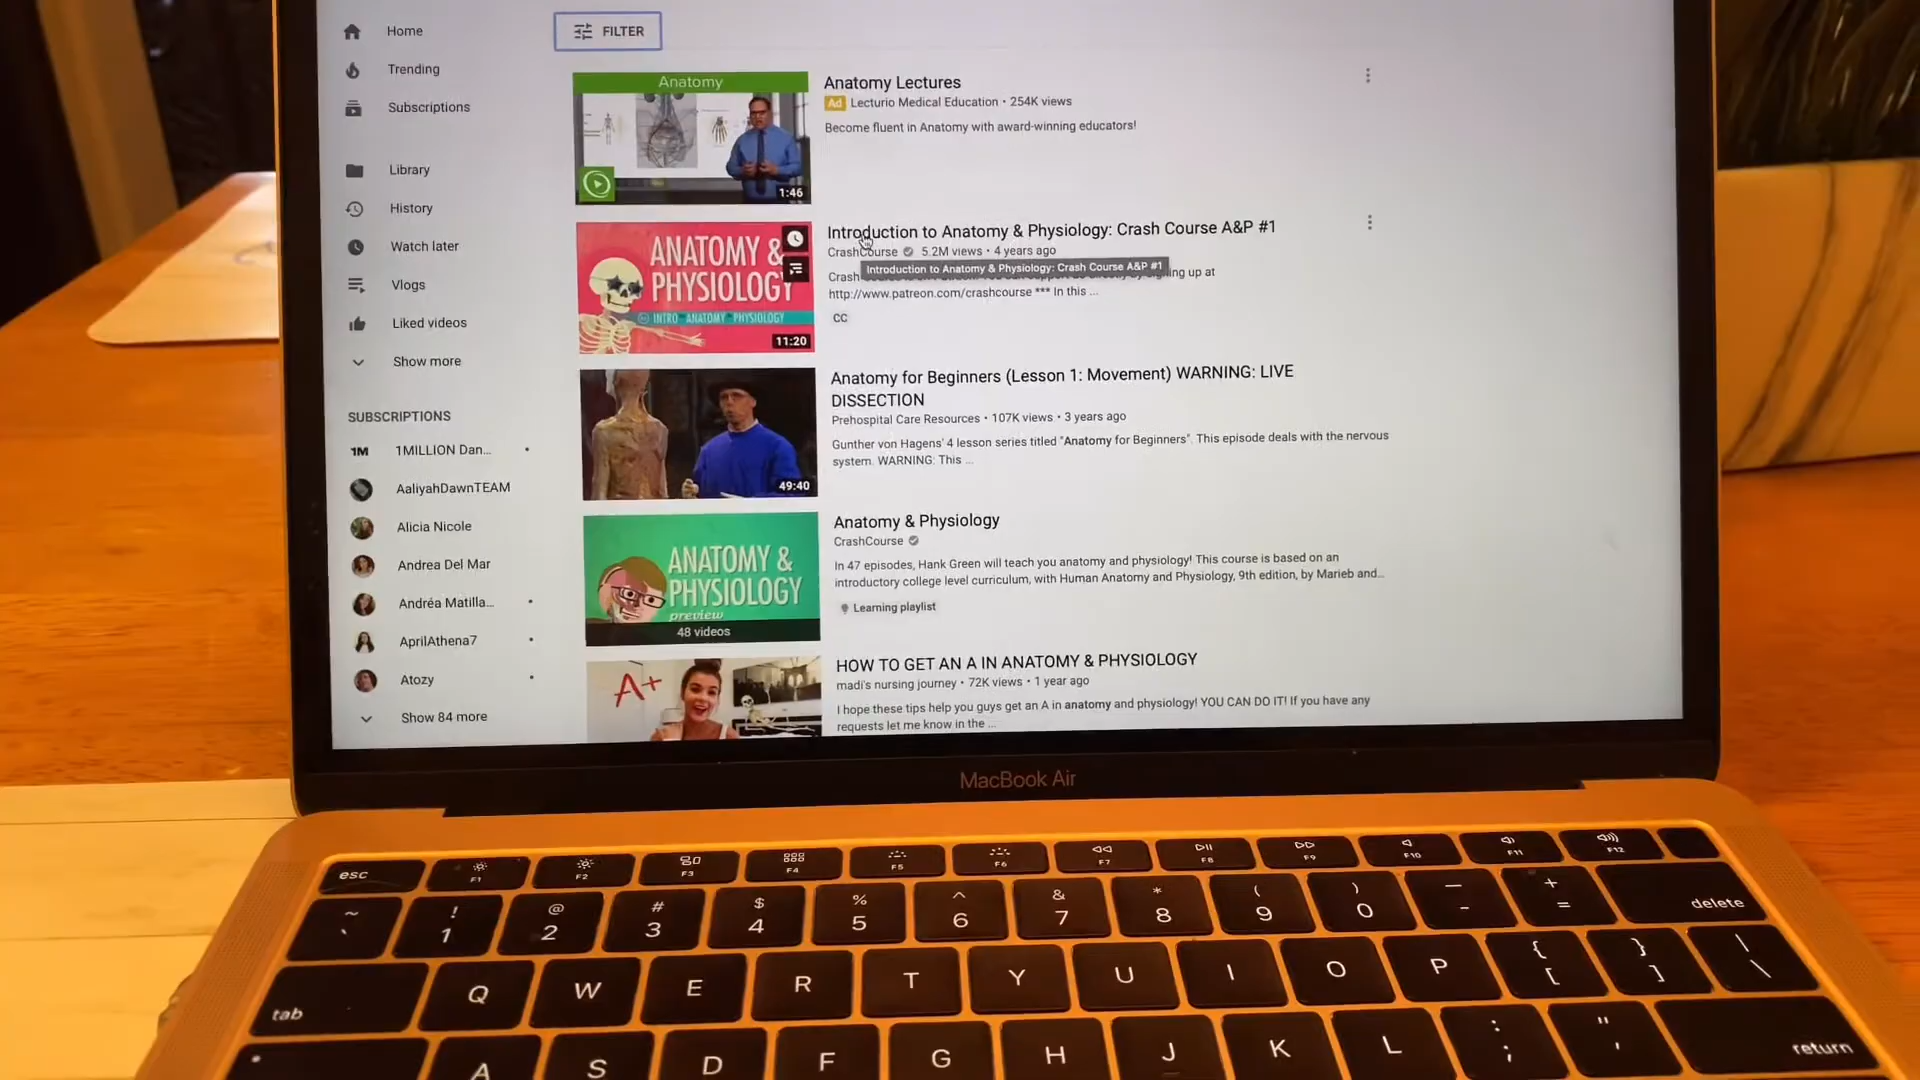 Home
FILTER
Trending
Subscriptions
Library
History
Watch later
Vlogs
Liked videos
Show more
SUBSCRIPTIONS
1M 1MILLION Dan...
AaliyahDawnTEAM
Alicia Nicole
Andrea Del Mar
Andréa Matilla...
AprilAthena7
Atozy
Show 84 more
Anatomy
1:46
Anatomy Lectures
Ad Lecturio Medical Education • 254K views
Become fluent in Anatomy with award-winning educators!
ANATOMY &
PHYSIOLOGY
INTRO ANATOMY PHYSIOLOGY
11:20
Introduction to Anatomy & Physiology: Crash Course A&P #1
CrashCourse 5.2M views • 4 years ago
Introduction to Anatomy & Physiology: Crash Course A&P #1
Crash up at
http://www.patreon.com/crashcourse *** In this ...
CC
49:40
Anatomy for Beginners (Lesson 1: Movement) WARNING: LIVE
DISSECTION
Prehospital Care Resources • 107K views • 3 years ago
Gunther von Hagens' 4 lesson series titled "Anatomy for Beginners". This episode deals with the nervous
system. WARNING: This ...
ANATOMY &
PHYSIOLOGY
preview
48 videos
Anatomy & Physiology
CrashCourse
In 47 episodes, Hank Green will teach you anatomy and physiology! This course is based on an
introductory college level curriculum, with Human Anatomy and Physiology, 9th edition, by Marieb and...
Learning playlist
A+
HOW TO GET AN A IN ANATOMY & PHYSIOLOGY
madi's nursing journey • 72K views • 1 year ago
I hope these tips help you guys get an A in anatomy and physiology! YOU CAN DO IT! If you have any
requests let me know in the ...
MacBook Air
esc F1 F2 F3 F4 F5 F6 F7 F8 F9 F10 F11 F12
~ ! @ # $ % ^ & * ( ) — +
` 1 2 3 4 5 6 7 8 9 0 - = delete
{ } |
tab Q W E R T Y U I O P [ ] \
: "
A S D F G H J K L ; ' return